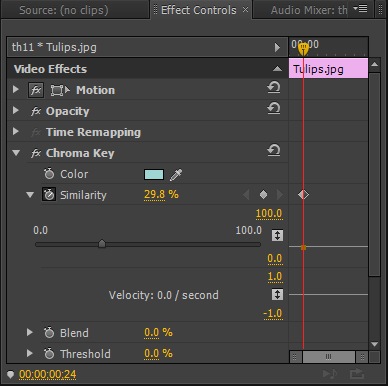 Source: (no clips) Effect Controls × Audio Mixer: th
th11 * Tulips.jpg 00:00
Video Effects Tulips.jpg
fx Motion
fx Opacity
fx Time Remapping
fx Chroma Key
Color
Similarity 29.8 %
100.0
0.0 100.0
0.0
1.0
Velocity: 0.0 / second
-1.0
Blend 0.0 %
Threshold 0.0 %
00:00:00:24